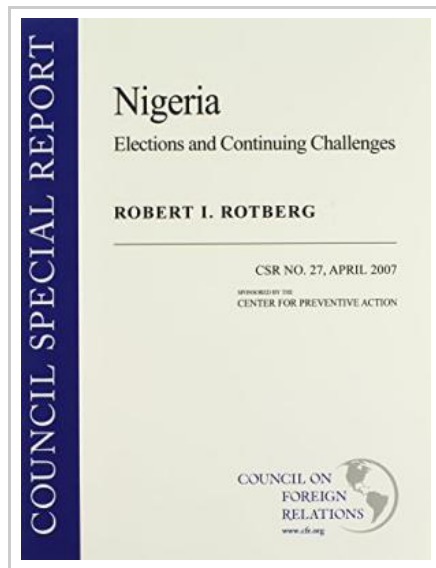 COUNCIL SPECIAL REPORT
Nigeria
Elections and Continuing Challenges
ROBERT I. ROTBERG
CSR NO. 27, APRIL 2007
SPONSORED BY THE
CENTER FOR PREVENTIVE ACTION
COUNCIL ON
FOREIGN
RELATIONS
www.cfr.org